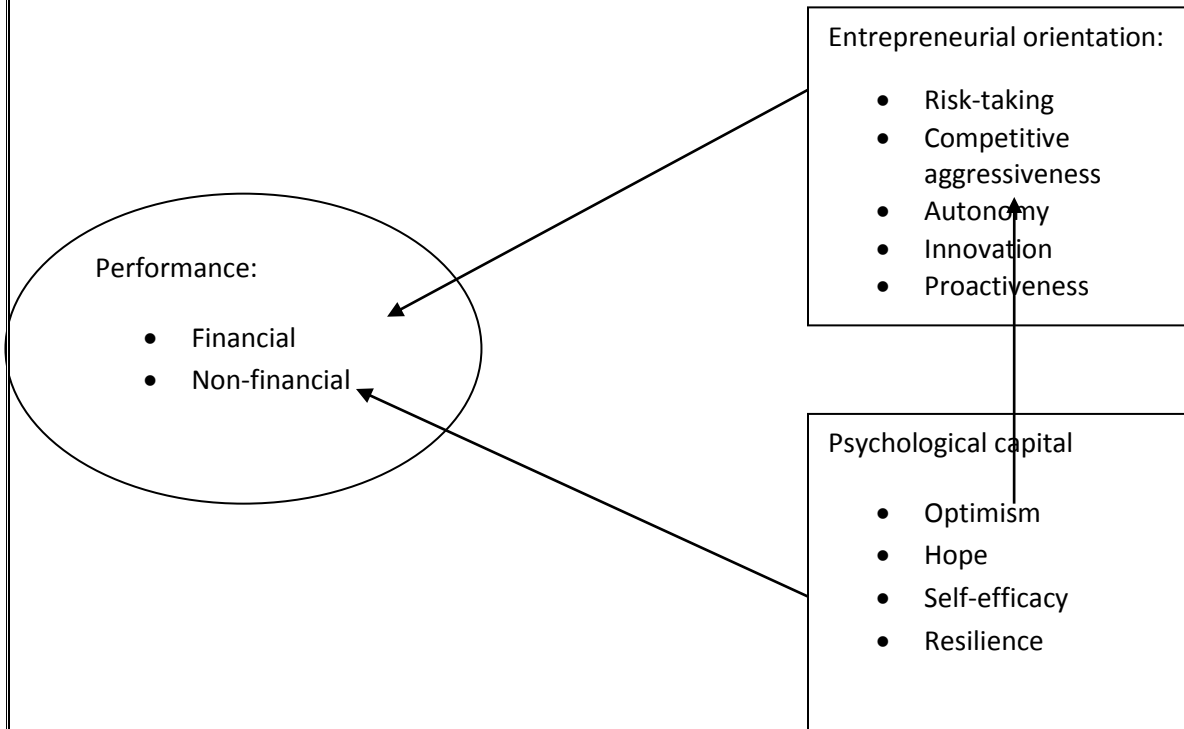 Entrepreneurial orientation:
• Risk-taking
• Competitive
aggressiveness
• Autonomy
• Innovation
• Proactiveness
Performance:
• Financial
• Non-financial
Psychological capital
• Optimism
• Hope
• Self-efficacy
• Resilience